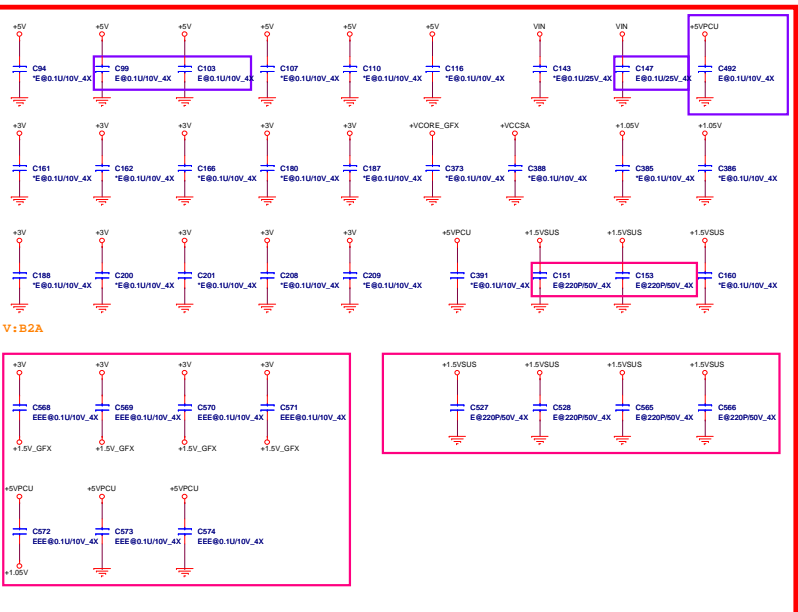 +5V +5V +5V +5V +5V +5V VIN VIN +5VPCU
C94 C99 C103 C107 C110 C116 C143 C147 C492
*E@0.1U/10V_4X E@0.1U/10V_4X E@0.1U/10V_4X *E@0.1U/10V_4X *E@0.1U/10V_4X *E@0.1U/10V_4X *E@0.1U/25V_4X E@0.1U/25V_4X E@0.1U/10V_4X
+3V +3V +3V +3V +3V +VCORE_GFX +VCCSA +1.05V +1.05V
C161 C162 C166 C180 C187 C373 C388 C385 C386
*E@0.1U/10V_4X *E@0.1U/10V_4X *E@0.1U/10V_4X *E@0.1U/10V_4X *E@0.1U/10V_4X *E@0.1U/10V_4X *E@0.1U/10V_4X *E@0.1U/10V_4X *E@0.1U/10V_4X
+3V +3V +3V +3V +3V +5VPCU +1.5VSUS +1.5VSUS +1.5VSUS
C188 C200 C201 C208 C209 C391 C151 C153 C160
*E@0.1U/10V_4X *E@0.1U/10V_4X *E@0.1U/10V_4X *E@0.1U/10V_4X *E@0.1U/10V_4X *E@0.1U/10V_4X E@220P/50V_4X E@220P/50V_4X *E@0.1U/10V_4X
V:B2A
+3V +3V +3V +3V +1.5VSUS +1.5VSUS +1.5VSUS +1.5VSUS
C568 C569 C570 C571 C527 C528 C565 C566
EEE@0.1U/10V_4X EEE@0.1U/10V_4X EEE@0.1U/10V_4X EEE@0.1U/10V_4X E@220P/50V_4X E@220P/50V_4X E@220P/50V_4X E@220P/50V_4X
+1.5V_GFX +1.5V_GFX +1.5V_GFX +1.5V_GFX
+5VPCU +5VPCU +5VPCU
C572 C573 C574
EEE@0.1U/10V_4X EEE@0.1U/10V_4X EEE@0.1U/10V_4X
+1.05V